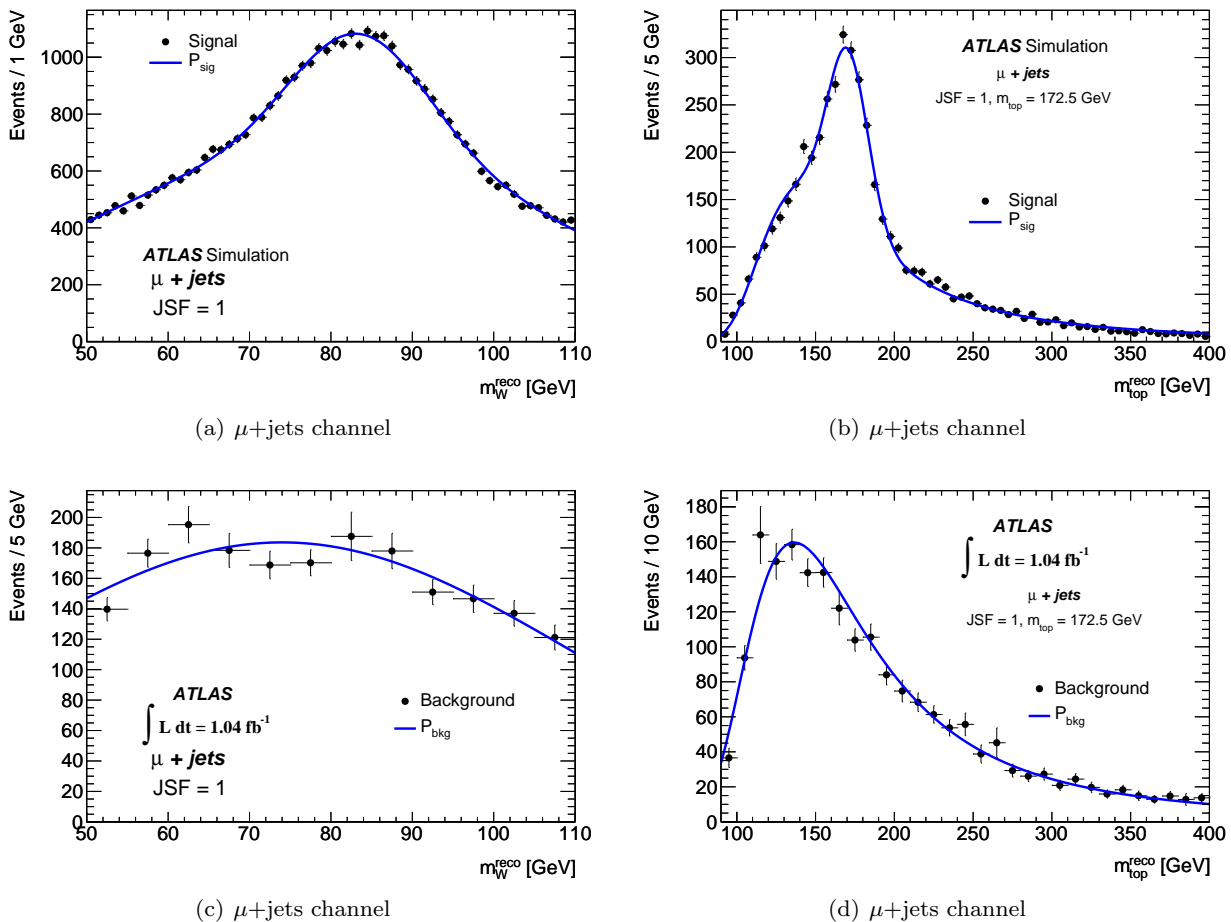 Events / 1 GeV
1000
800
600
400
200
0
Signal
P_sig
ATLAS Simulation
μ + jets
JSF = 1
50 60 70 80 90 100 110
m_W^reco [GeV]
(a) μ+jets channel
Events / 5 GeV
300
250
200
150
100
50
0
ATLAS Simulation
μ + jets
JSF = 1, m_top = 172.5 GeV
Signal
P_sig
100 150 200 250 300 350 400
m_top^reco [GeV]
(b) μ+jets channel
Events / 5 GeV
200
180
160
140
120
100
80
60
40
20
0
ATLAS
∫ L dt = 1.04 fb^-1
μ + jets
JSF = 1
Background
P_bkg
50 60 70 80 90 100 110
m_W^reco [GeV]
(c) μ+jets channel
Events / 10 GeV
180
160
140
120
100
80
60
40
20
0
ATLAS
∫ L dt = 1.04 fb^-1
μ + jets
JSF = 1, m_top = 172.5 GeV
Background
P_bkg
100 150 200 250 300 350 400
m_top^reco [GeV]
(d) μ+jets channel